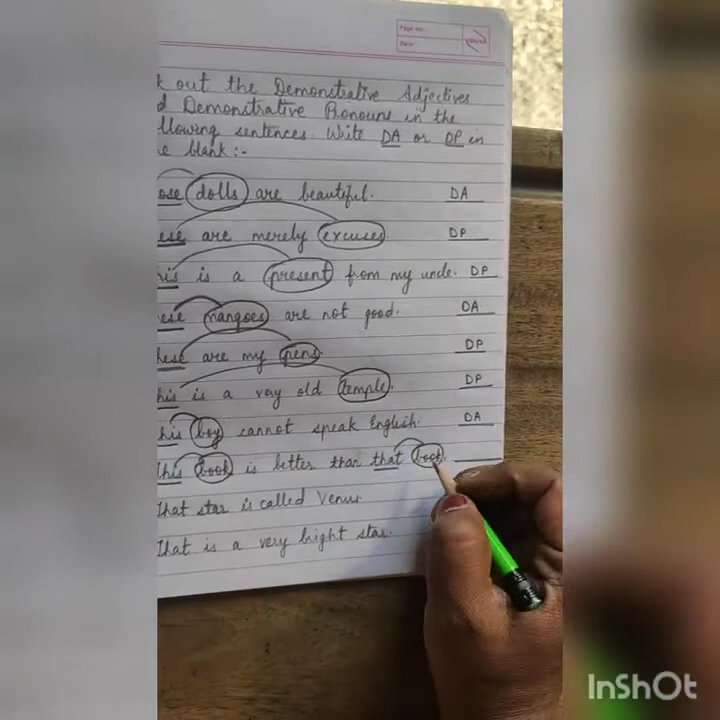 Page No.
Date
k out the Demonstrative Adjectives
d Demonstrative Pronouns in the
llowing sentences. Write DA or DP in
e blank :-
ose dolls are beautiful. DA
ese are merely excuses. DP
his is a present from my uncle. DP
ese mangoes are not good. DA
hese are my pens. DP
his is a very old temple. DP
his boy cannot speak English. DA
This book is better than that book.
That star is called Venus.
That is a very bright star.
InShOt